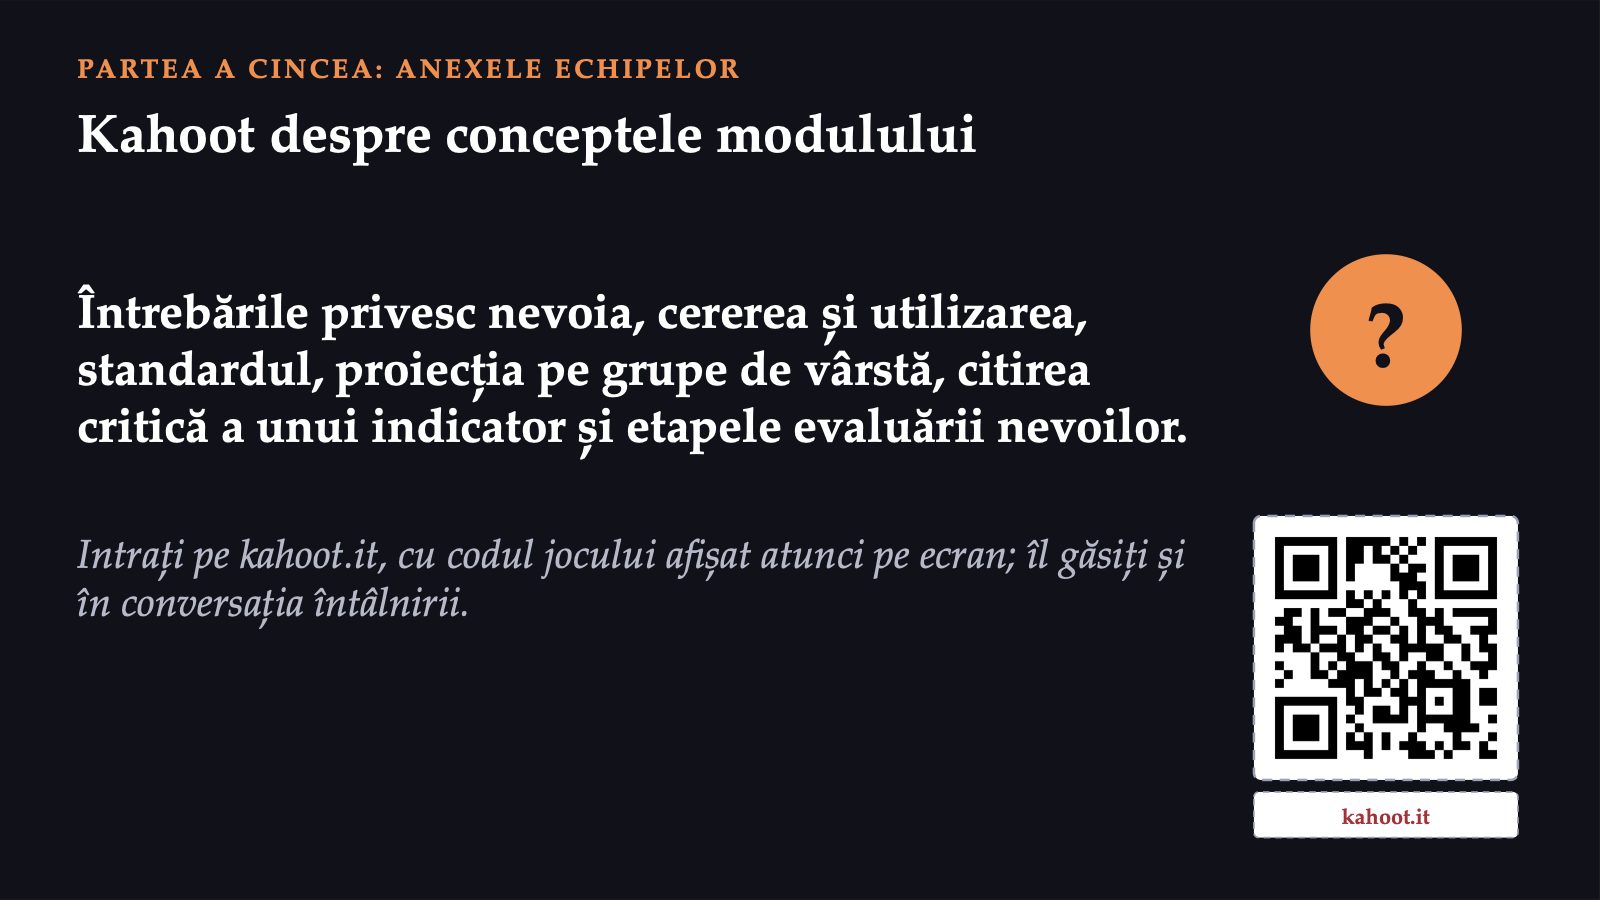 PARTEA A CINCEA: ANEXELE ECHIPELOR
Kahoot despre conceptele modulului
Întrebările privesc nevoia, cererea și utilizarea,
standardul, proiecția pe grupe de vârstă, citirea
critică a unui indicator și etapele evaluării nevoilor.
?
Intrați pe kahoot.it, cu codul jocului afișat atunci pe ecran; îl găsiți și
în conversația întâlnirii.
kahoot.it